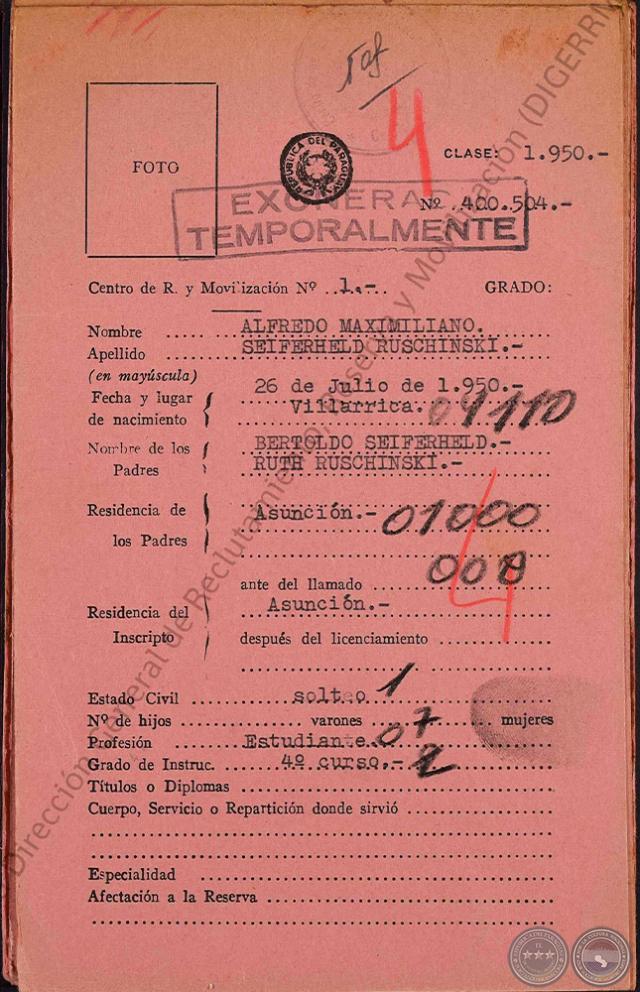 4
FOTO
REPUBLICA DEL PARAGUAY
CLASE: 1.950.-
EXONERADO
Nº 400.504.-
TEMPORALMENTE
Centro de R. y Movilización Nº ..1.-... GRADO:
Nombre ..... ALFREDO MAXIMILIANO.
Apellido ..... SEIFERHELD RUSCHINSKI.-
(en mayúscula)
Fecha y lugar de nacimiento { 26 de Julio de 1.950.-
Villarrica. 04110
Nombre de los Padres { BERTOLDO SEIFERHELD.-
RUTH RUSCHINSKI.-
Residencia de los Padres { Asunción.- 01000
008
4
Residencia del Inscripto { ante del llamado
Asunción.-
después del licenciamiento
Estado Civil ..... solteo 1
Nº de hijos ..... varones ..... 7 ..... mujeres
Profesión ..... Estudiante. 0
Grado de Instruc. ..... 4º curso.- 2
Títulos o Diplomas
Cuerpo, Servicio o Repartición donde sirvió
Especialidad
Afectación a la Reserva
Dirección General de Reclutamiento, Reserva y Movilización (DIGERRMOV)